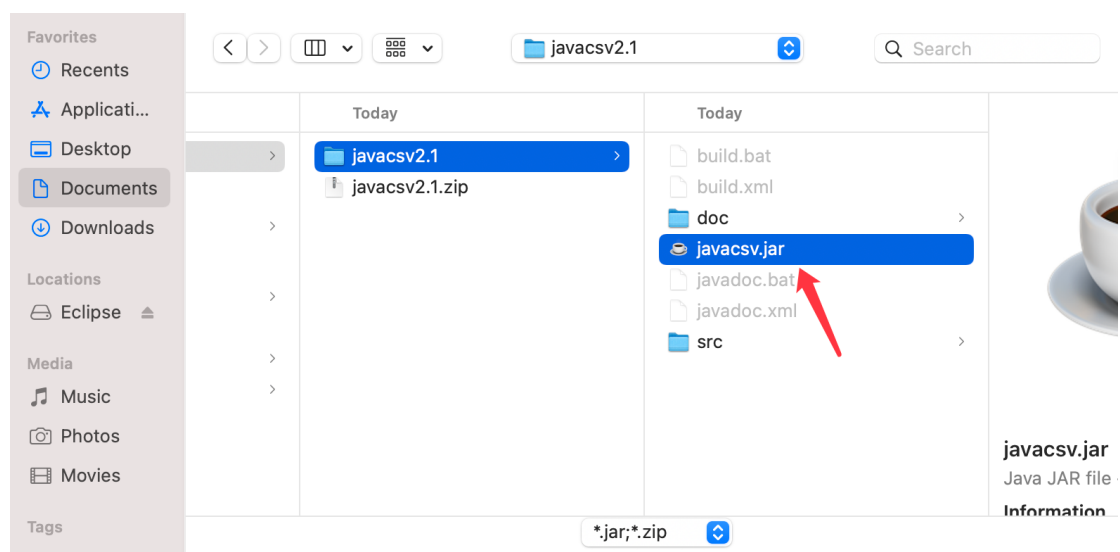 Favorites
Recents
Applicati...
Desktop
Documents
Downloads
Locations
Eclipse
Media
Music
Photos
Movies
Tags
javacsv2.1
Search
Today
javacsv2.1
javacsv2.1.zip
Today
build.bat
build.xml
doc
javacsv.jar
javadoc.bat
javadoc.xml
src
javacsv.jar
Java JAR file
Information
*.jar;*.zip